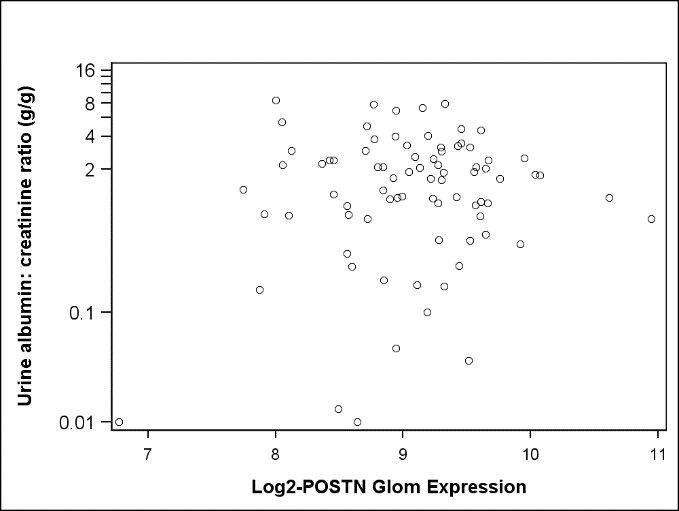 Urine albumin: creatinine ratio (g/g)
16
8
4
2
0.1
0.01
7 8 9 10 11
Log2-POSTN Glom Expression